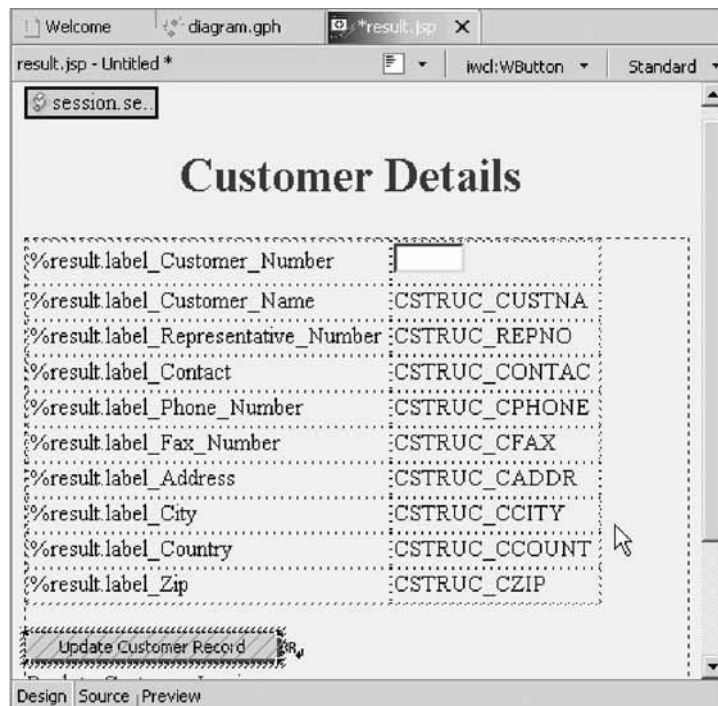 Welcome diagram.gph *result.jsp X
result.jsp - Untitled * iwcl:WButton Standard
session.se..
Customer Details
%result.label_Customer_Number
%result.label_Customer_Name CSTRUC_CUSTNA
%result.label_Representative_Number CSTRUC_REPNO
%result.label_Contact CSTRUC_CONTAC
%result.label_Phone_Number CSTRUC_CPHONE
%result.label_Fax_Number CSTRUC_CFAX
%result.label_Address CSTRUC_CADDR
%result.label_City CSTRUC_CCITY
%result.label_Country CSTRUC_CCOUNT
%result.label_Zip CSTRUC_CZIP
Update Customer Record
Design Source Preview